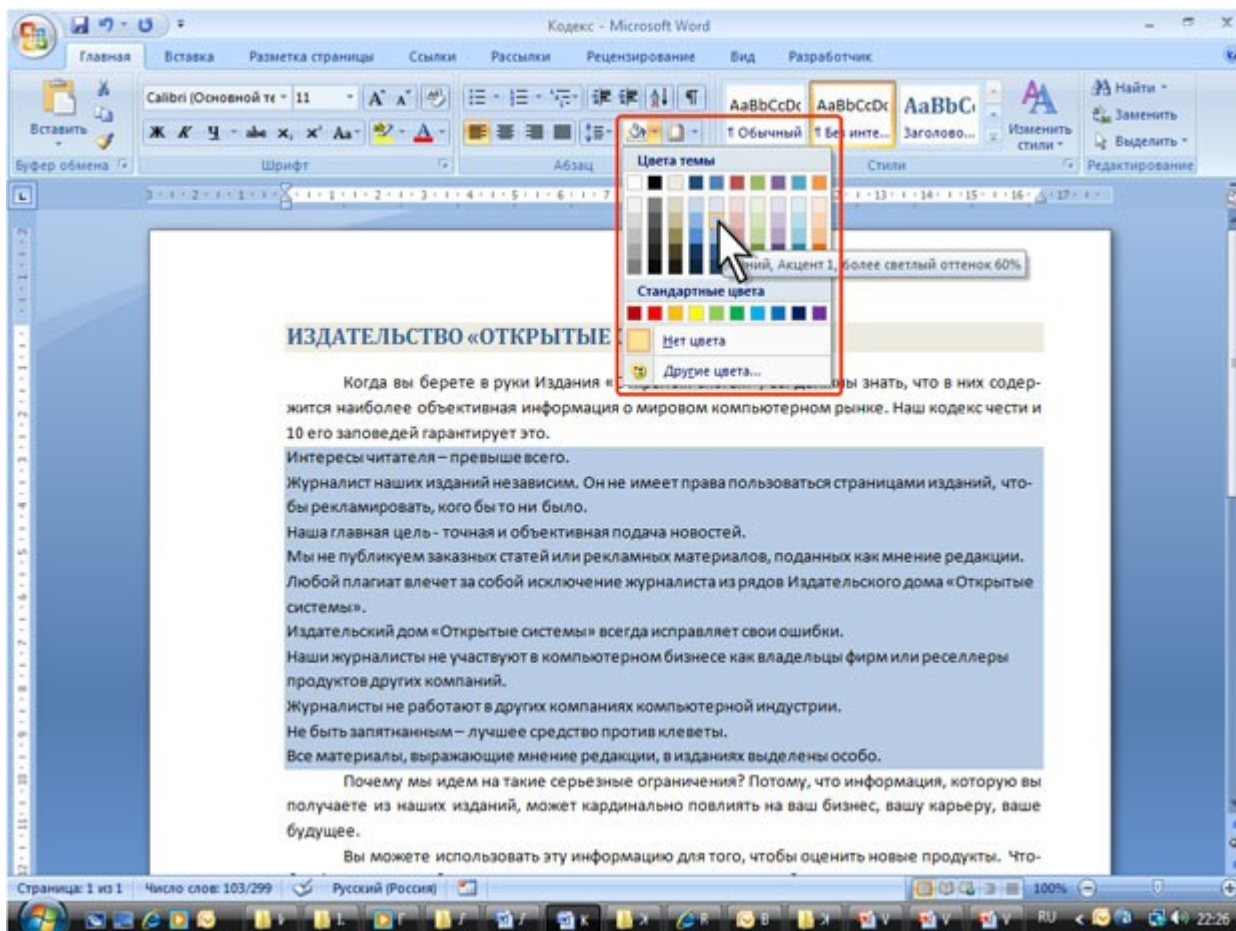 Кодекс - Microsoft Word
Главная Вставка Разметка страницы Ссылки Рассылки Рецензирование Вид Разработчик
Вставить
Calibri (Основной те 11
Ж К Ч abc x, x' Aa
AaBbCcDc AaBbCcDc AaBbC
¶ Обычный ¶ Без инте... Заголово...
Изменить стили
Найти
Заменить
Выделить
Буфер обмена Шрифт Абзац Стили Редактирование
Цвета темы
Акцент 1, более светлый оттенок 60%
Стандартные цвета
Нет цвета
Другие цвета...
ИЗДАТЕЛЬСТВО «ОТКРЫТЫЕ
Когда вы берете в руки Издания « знать, что в них содер-
жится наиболее объективная информация о мировом компьютерном рынке. Наш кодекс чести и
10 его заповедей гарантирует это.
Интересы читателя – превыше всего.
Журналист наших изданий независим. Он не имеет права пользоваться страницами изданий, что-
бы рекламировать, кого бы то ни было.
Наша главная цель - точная и объективная подача новостей.
Мы не публикуем заказных статей или рекламных материалов, поданных как мнение редакции.
Любой плагиат влечет за собой исключение журналиста из рядов Издательского дома «Открытые
системы».
Издательский дом «Открытые системы» всегда исправляет свои ошибки.
Наши журналисты не участвуют в компьютерном бизнесе как владельцы фирм или реселлеры
продуктов других компаний.
Журналисты не работают в других компаниях компьютерной индустрии.
Не быть запятнанным – лучшее средство против клеветы.
Все материалы, выражающие мнение редакции, в изданиях выделены особо.
Почему мы идем на такие серьезные ограничения? Потому, что информация, которую вы
получаете из наших изданий, может кардинально повлиять на ваш бизнес, вашу карьеру, ваше
будущее.
Вы можете использовать эту информацию для того, чтобы оценить новые продукты. Что-
Страница: 1 из 1 Число слов: 103/299 Русский (Россия) 100%
RU 22:26